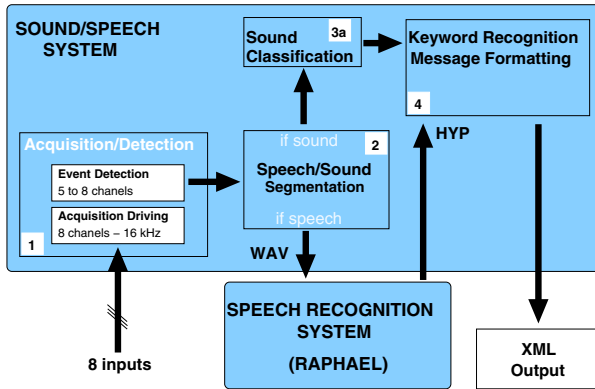 SOUND/SPEECH
SYSTEM
3a
Sound
Classification
Keyword Recognition
Message Formatting
4
HYP
Acquisition/Detection
Event Detection
5 to 8 chanels
Acquisition Driving
8 channels – 16 kHz
1
if sound
2
Speech/Sound
Segmentation
if speech
WAV
SPEECH RECOGNITION
SYSTEM
(RAPHAEL)
8 inputs
XML
Output